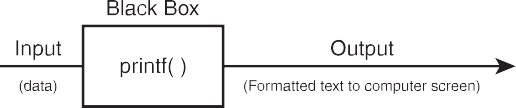 Black Box
Input
printf( )
Output
(data)
(Formatted text to computer screen)